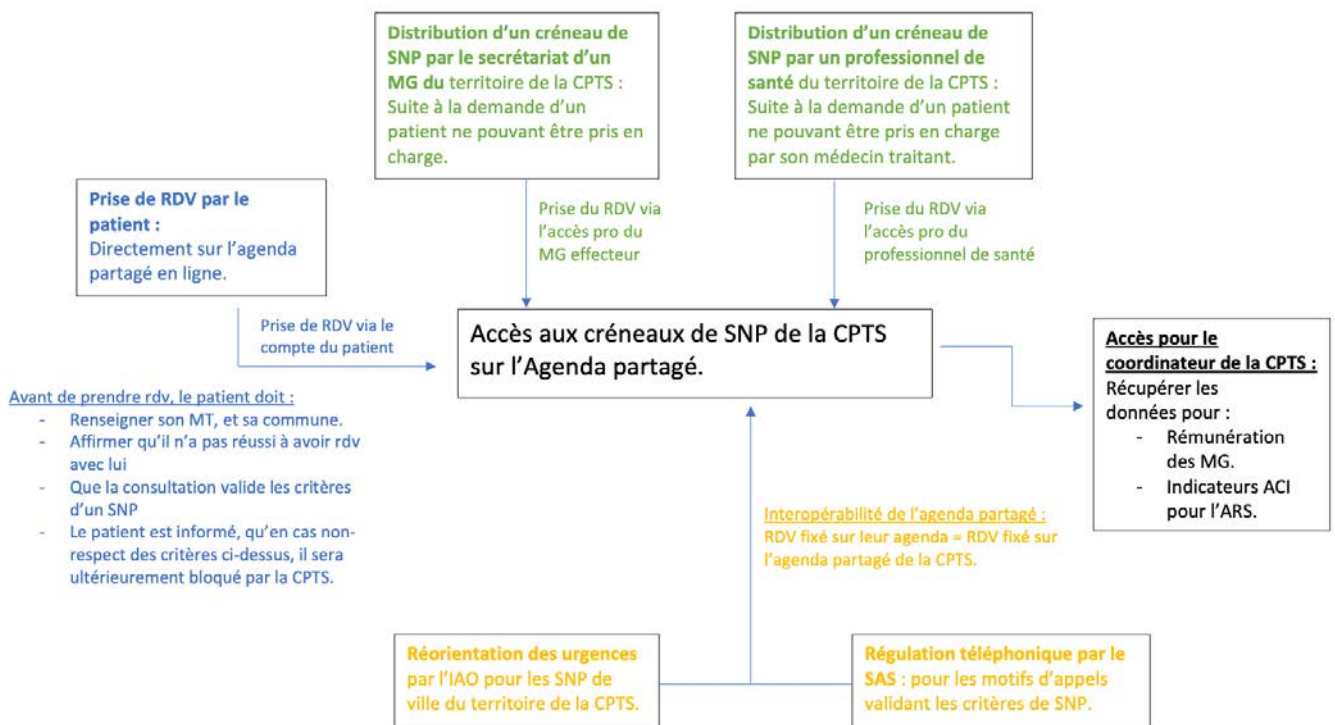 Distribution d’un créneau de
SNP par le secrétariat d’un
MG du territoire de la CPTS :
Suite à la demande d’un
patient ne pouvant être pris en
charge.
Distribution d’un créneau de
SNP par un professionnel de
santé du territoire de la CPTS :
Suite à la demande d’un patient
ne pouvant être pris en charge
par son médecin traitant.
Prise de RDV par le
patient :
Directement sur l’agenda
partagé en ligne.
Prise du RDV via
l’accès pro du
MG effecteur
Prise du RDV via
l’accès pro du
professionnel de santé
Prise de RDV via le
compte du patient
Accès aux créneaux de SNP de la CPTS
sur l’Agenda partagé.
Accès pour le
coordinateur de la CPTS :
Récupérer les
données pour :
- Rémunération
des MG.
- Indicateurs ACI
pour l’ARS.
Avant de prendre rdv, le patient doit :
- Renseigner son MT, et sa commune.
- Affirmer qu’il n’a pas réussi à avoir rdv
avec lui
- Que la consultation valide les critères
d’un SNP
- Le patient est informé, qu’en cas non-
respect des critères ci-dessus, il sera
ultérieurement bloqué par la CPTS.
Interopérabilité de l’agenda partagé :
RDV fixé sur leur agenda = RDV fixé sur
l’agenda partagé de la CPTS.
Réorientation des urgences
par l’IAO pour les SNP de
ville du territoire de la CPTS.
Régulation téléphonique par le
SAS : pour les motifs d’appels
validant les critères de SNP.